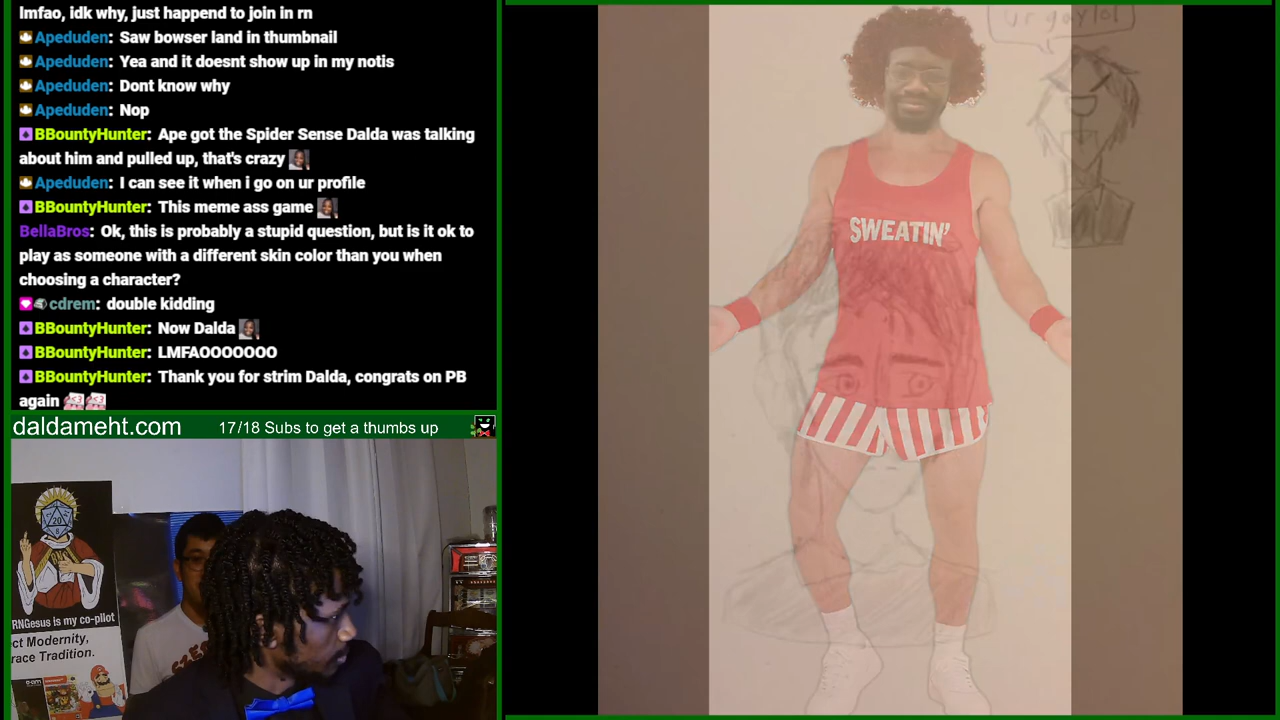 lmfao, idk why, just happend to join in rn
Apeduden: Saw bowser land in thumbnail
Apeduden: Yea and it doesnt show up in my notis
Apeduden: Dont know why
Apeduden: Nop
BBountyHunter: Ape got the Spider Sense Dalda was talking
about him and pulled up, that's crazy
Apeduden: I can see it when i go on ur profile
BBountyHunter: This meme ass game
BellaBros: Ok, this is probably a stupid question, but is it ok to
play as someone with a different skin color than you when
choosing a character?
cdrem: double kidding
BBountyHunter: Now Dalda
BBountyHunter: LMFAOOOOOOO
BBountyHunter: Thank you for strim Dalda, congrats on PB
again
daldameht.com 17/18 Subs to get a thumbs up
20
RNGesus is my co-pilot
ct Modernity,
race Tradition.
ur gay lol
SWEATIN'